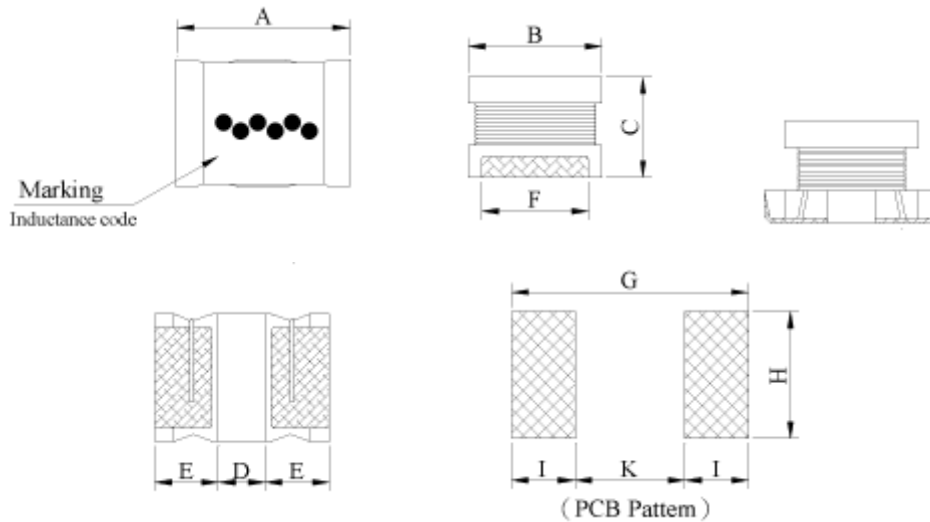 A
B
C
F
Marking
Inductance code
G
H
E D E
I K I
( PCB Pattem )